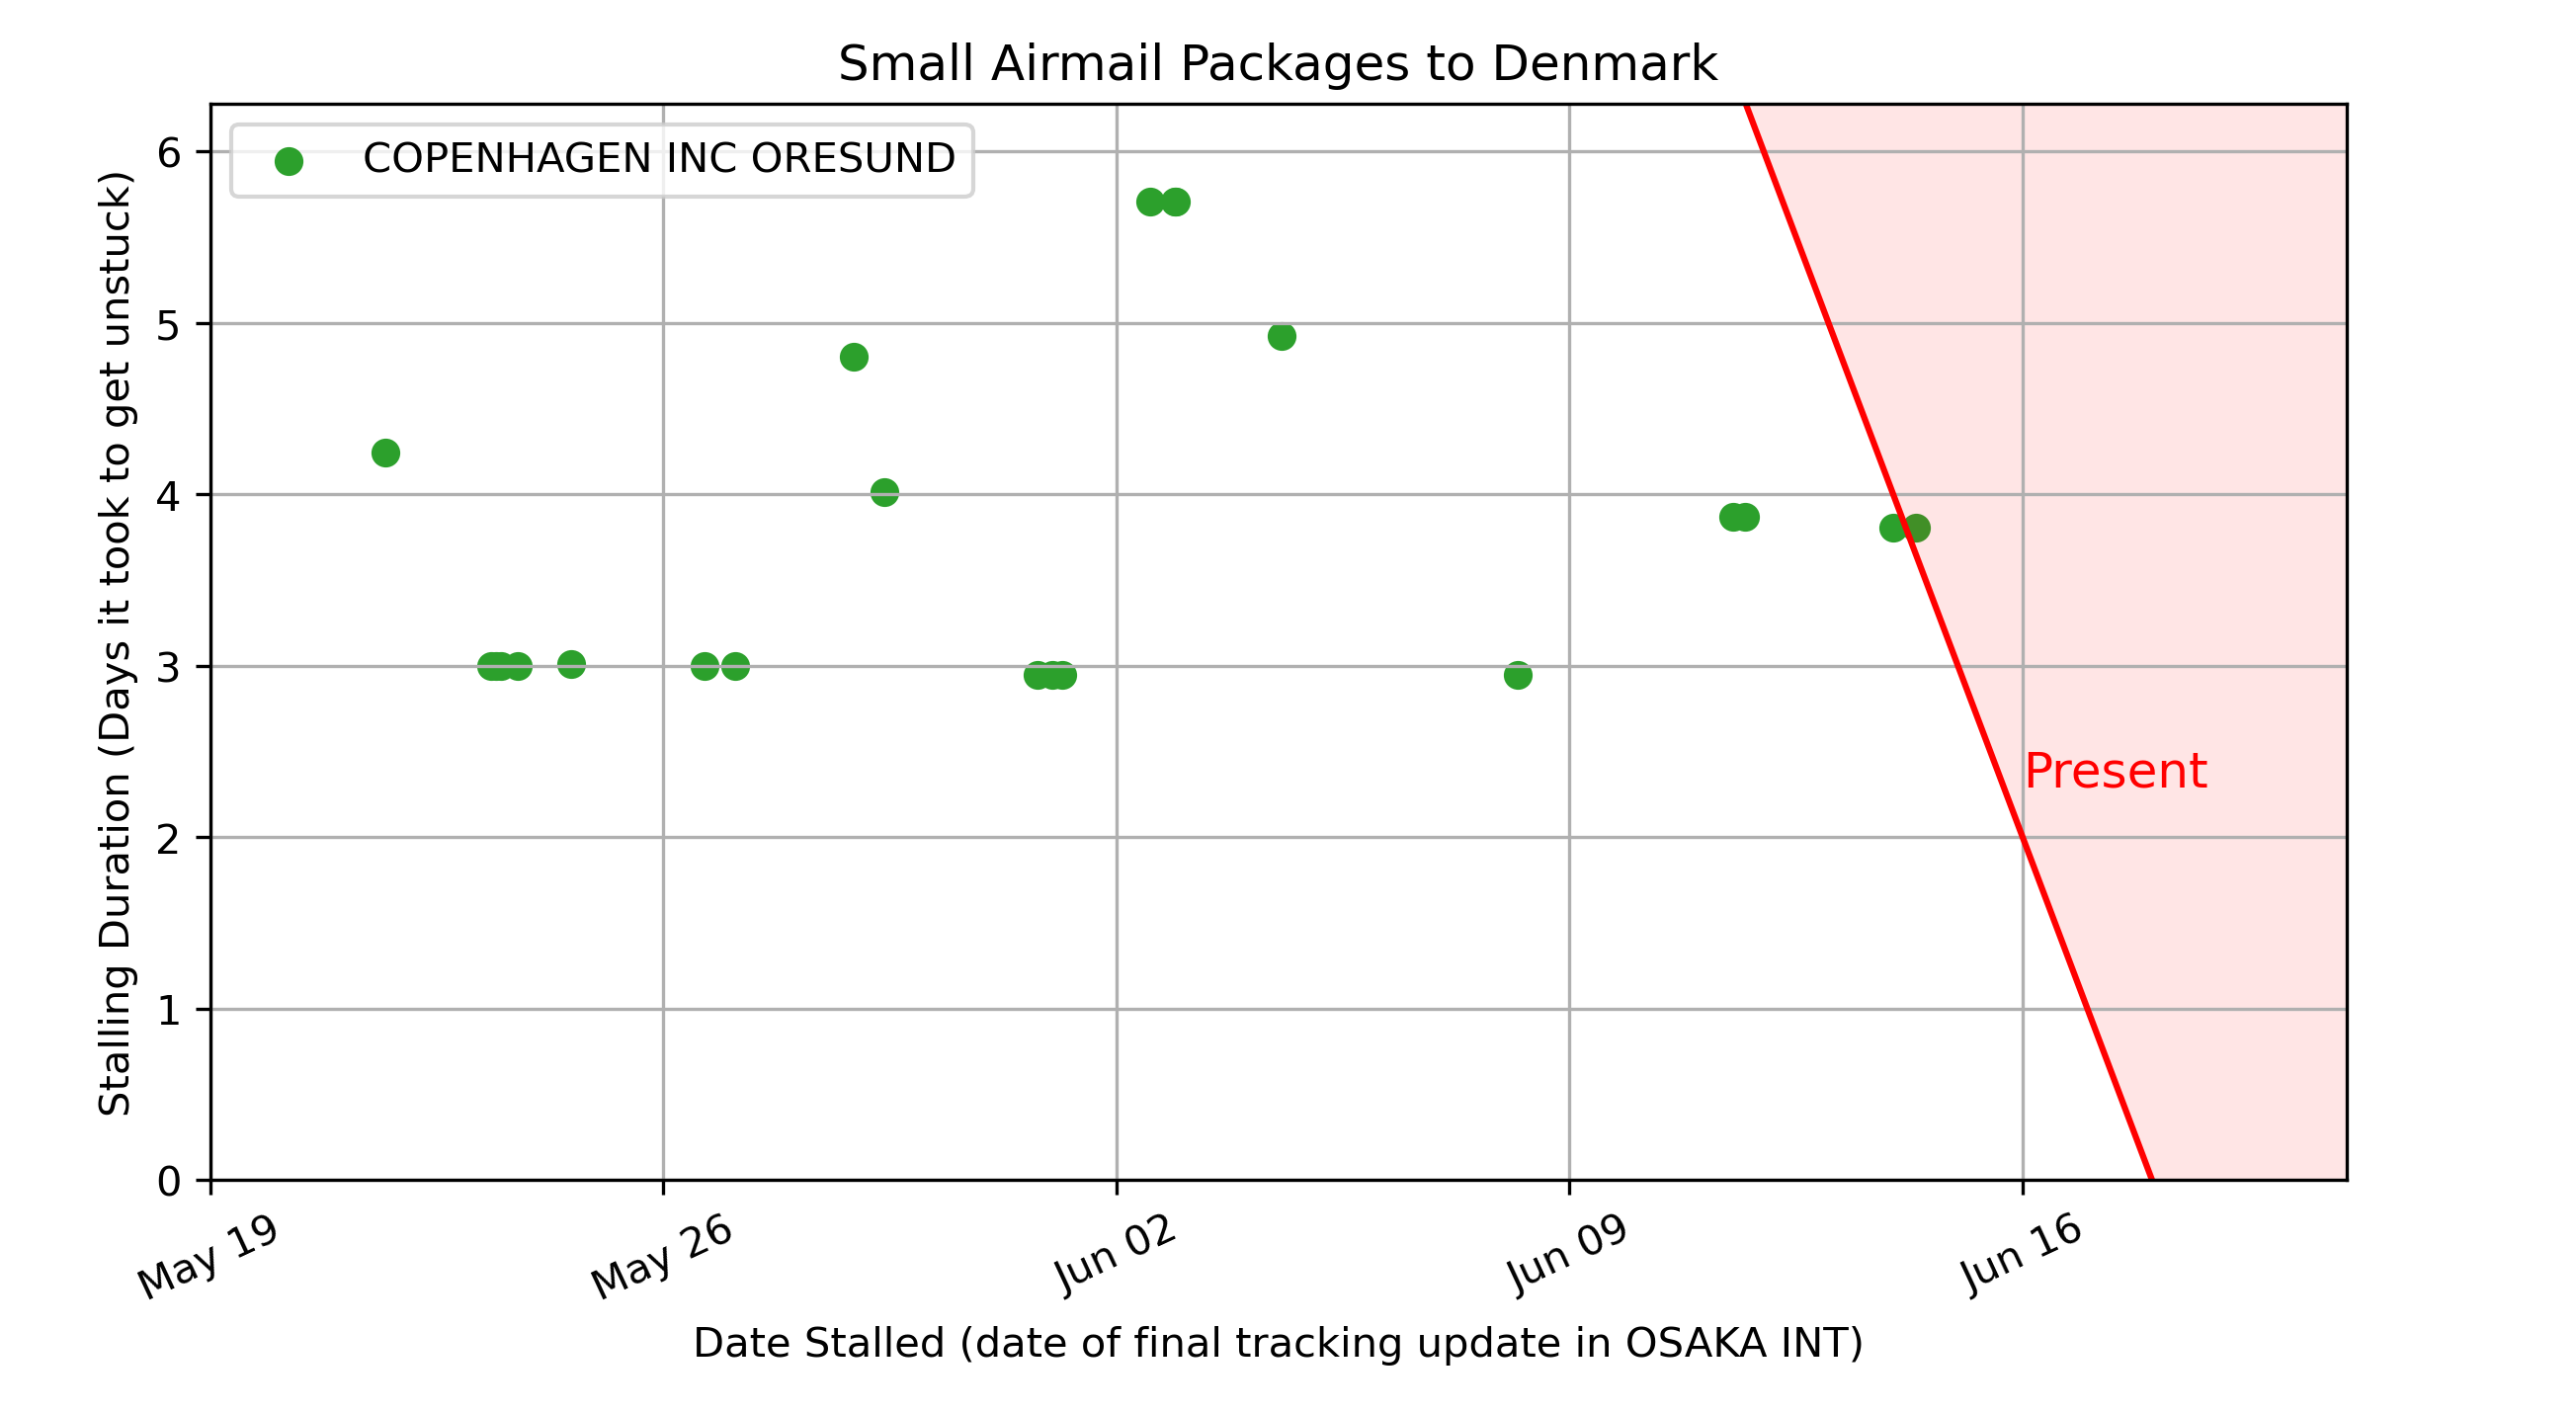 Small Airmail Packages to Denmark
COPENHAGEN INC ORESUND
Stalling Duration (Days it took to get unstuck)
6
5
4
3
2
1
0
Present
May 19
May 26
Jun 02
Jun 09
Jun 16
Date Stalled (date of final tracking update in OSAKA INT)